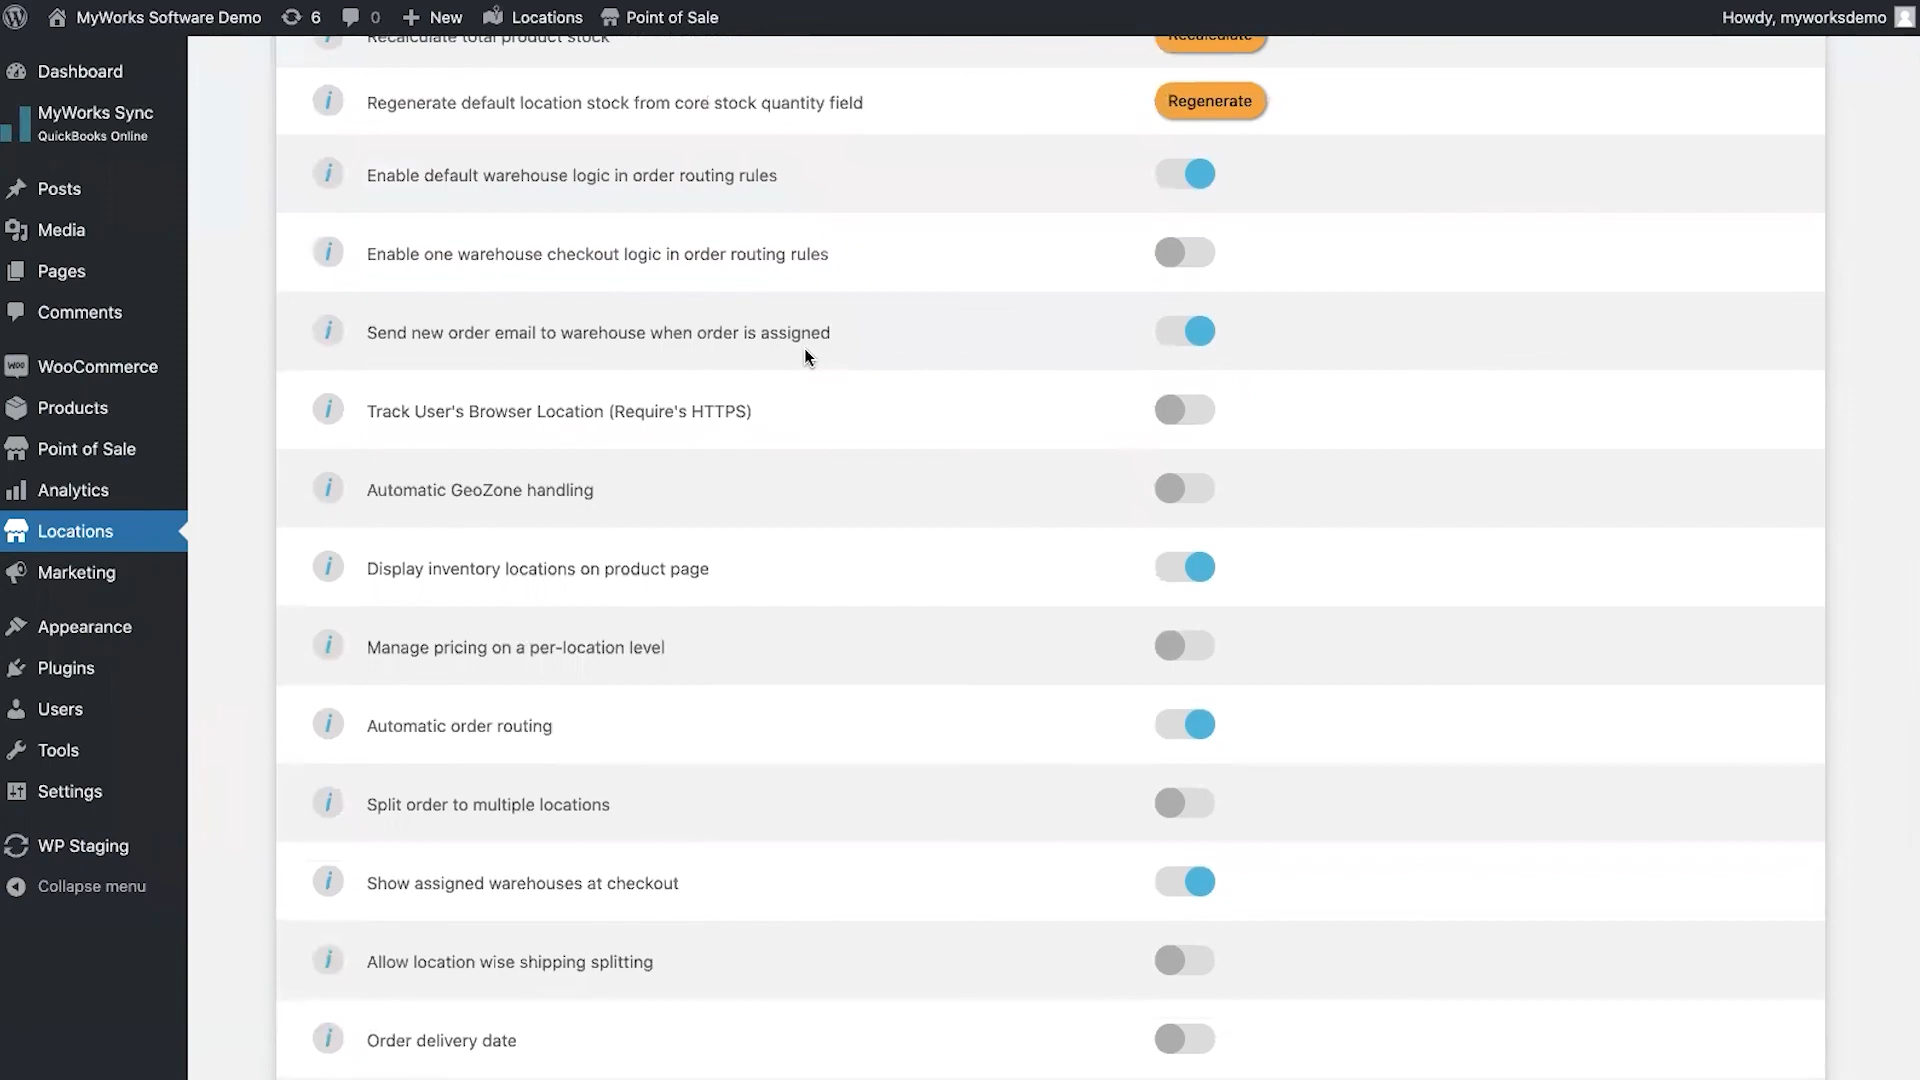 MyWorks Software Demo
6
0
New
Locations
Point of Sale
Howdy, myworksdemo
Dashboard
MyWorks Sync
QuickBooks Online
Posts
Media
Pages
Comments
WooCommerce
Products
Point of Sale
Analytics
Locations
Marketing
Appearance
Plugins
Users
Tools
Settings
WP Staging
Collapse menu
Recalculate total product stock
Recalculate
Regenerate default location stock from core stock quantity field
Regenerate
Enable default warehouse logic in order routing rules
Enable one warehouse checkout logic in order routing rules
Send new order email to warehouse when order is assigned
Track User's Browser Location (Require's HTTPS)
Automatic GeoZone handling
Display inventory locations on product page
Manage pricing on a per-location level
Automatic order routing
Split order to multiple locations
Show assigned warehouses at checkout
Allow location wise shipping splitting
Order delivery date